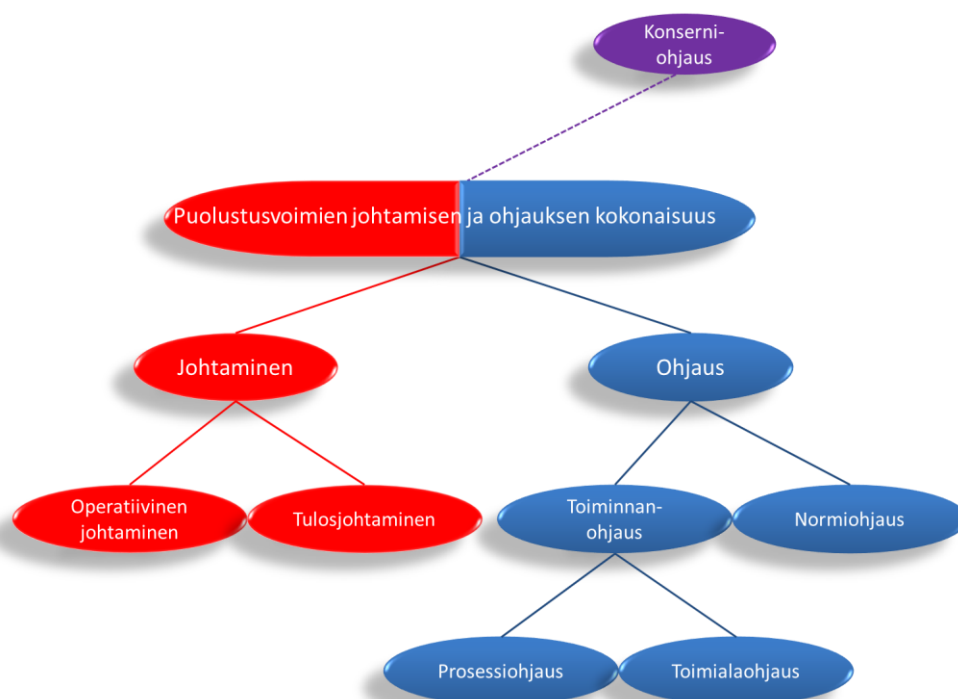 Konserni-
ohjaus
Puolustusvoimien johtamisen ja ohjauksen kokonaisuus
Johtaminen
Ohjaus
Operatiivinen
johtaminen
Tulosjohtaminen
Toiminnan-
ohjaus
Normiohjaus
Prosessiohjaus
Toimialaohjaus